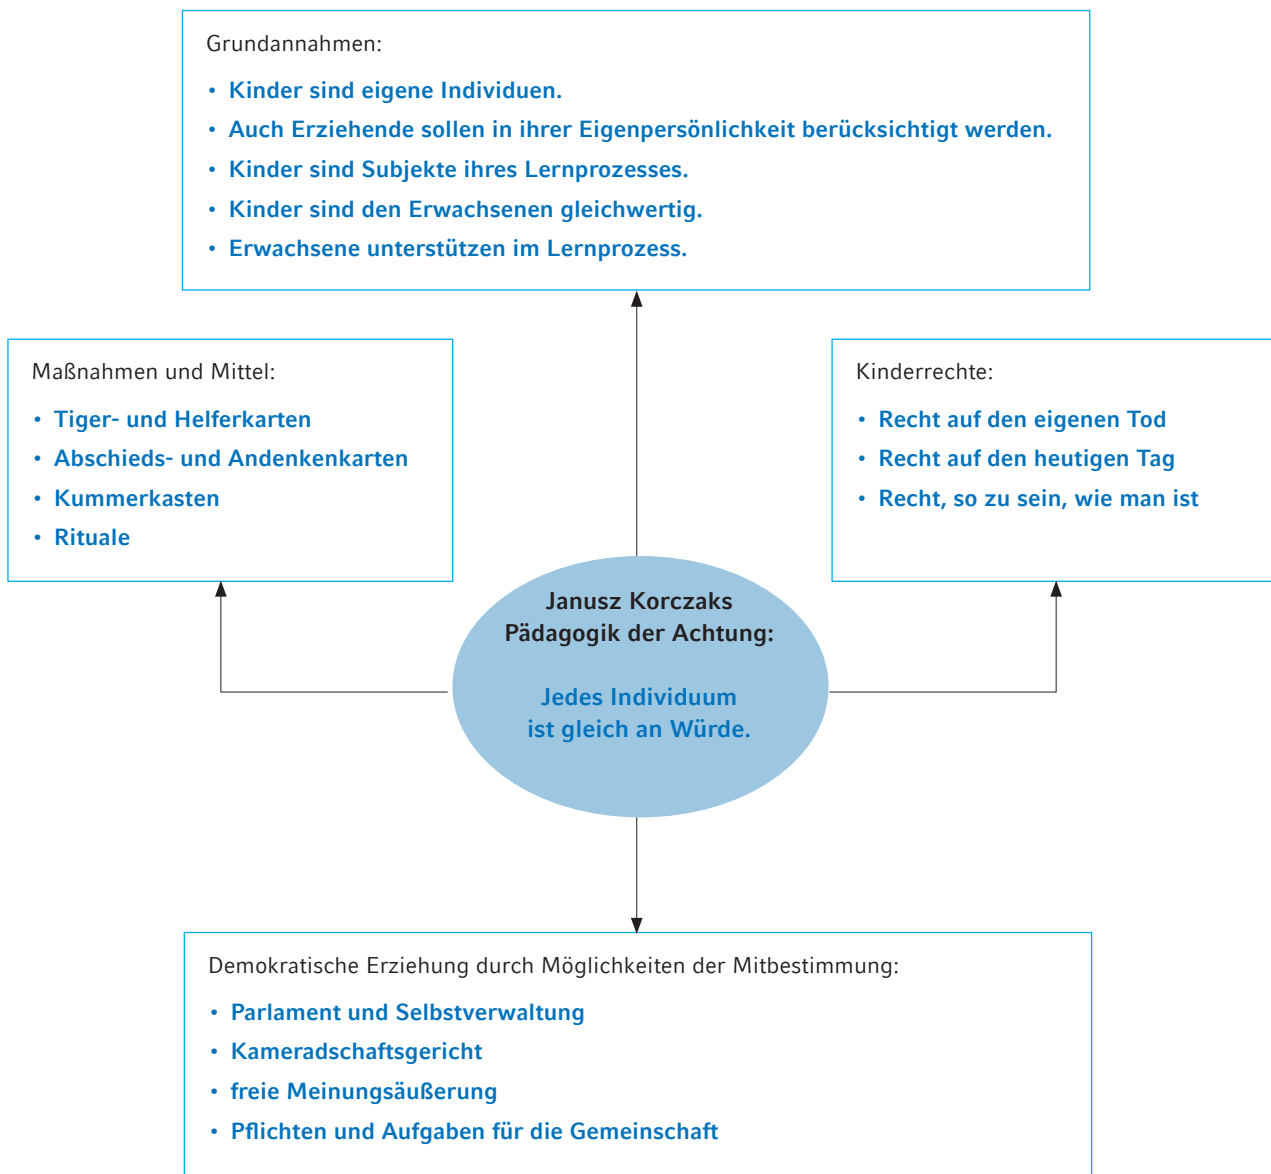 Grundannahmen:
• Kinder sind eigene Individuen.
• Auch Erziehende sollen in ihrer Eigenpersönlichkeit berücksichtigt werden.
• Kinder sind Subjekte ihres Lernprozesses.
• Kinder sind den Erwachsenen gleichwertig.
• Erwachsene unterstützen im Lernprozess.
Maßnahmen und Mittel:
• Tiger- und Helferkarten
• Abschieds- und Andenkenkarten
• Kummerkasten
• Rituale
Kinderrechte:
• Recht auf den eigenen Tod
• Recht auf den heutigen Tag
• Recht, so zu sein, wie man ist
Janusz Korczaks
Pädagogik der Achtung:
Jedes Individuum
ist gleich an Würde.
Demokratische Erziehung durch Möglichkeiten der Mitbestimmung:
• Parlament und Selbstverwaltung
• Kameradschaftsgericht
• freie Meinungsäußerung
• Pflichten und Aufgaben für die Gemeinschaft